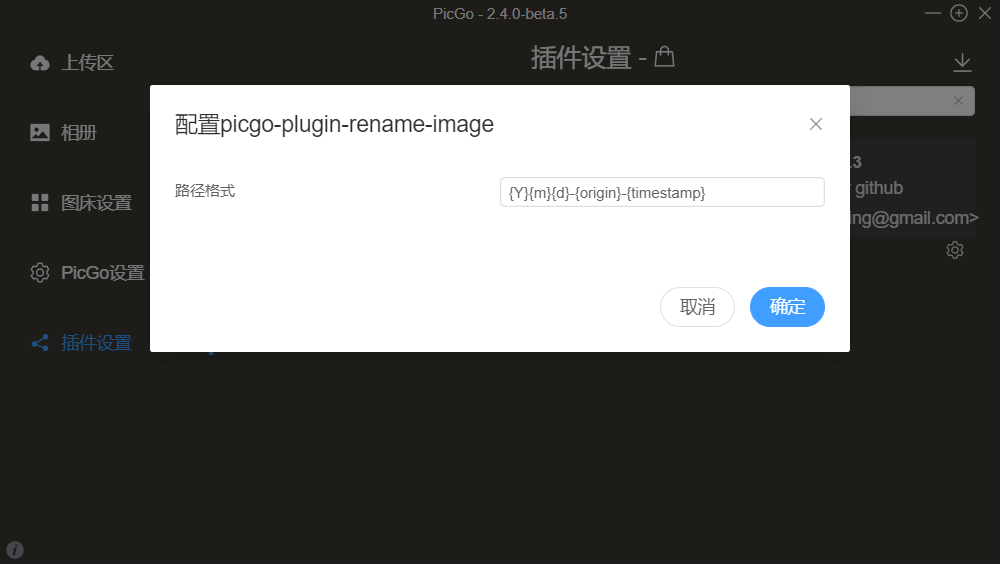 PicGo - 2.4.0-beta.5
上传区
插件设置 -
配置picgo-plugin-rename-image
相册
.3
路径格式
{Y}{m}{d}-{origin}-{timestamp}
github
图床设置
ing@gmail.com>
PicGo设置
取消
确定
插件设置